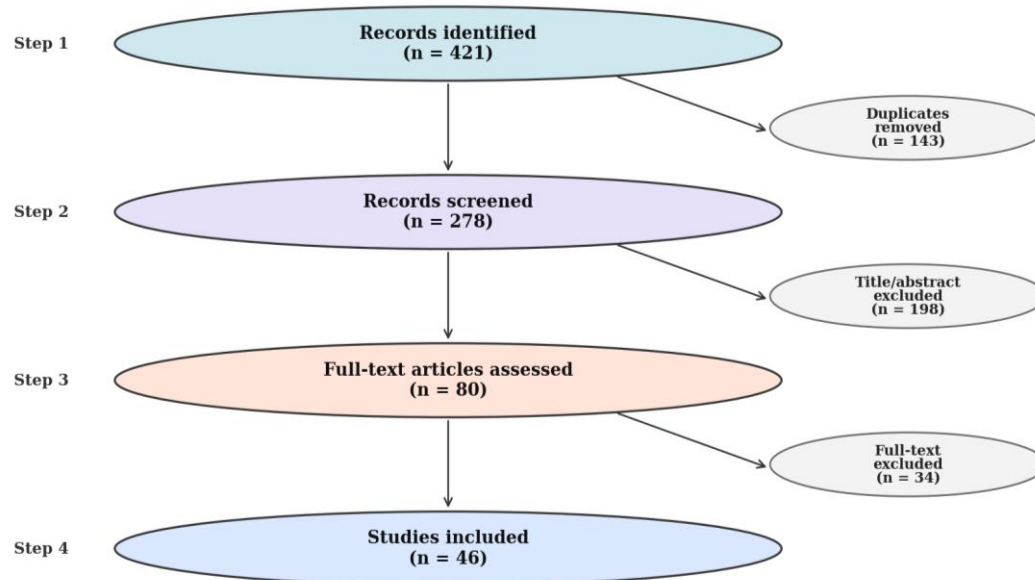 Step 1
Records identified
(n = 421)
Duplicates
removed
(n = 143)
Step 2
Records screened
(n = 278)
Title/abstract
excluded
(n = 198)
Step 3
Full-text articles assessed
(n = 80)
Full-text
excluded
(n = 34)
Step 4
Studies included
(n = 46)